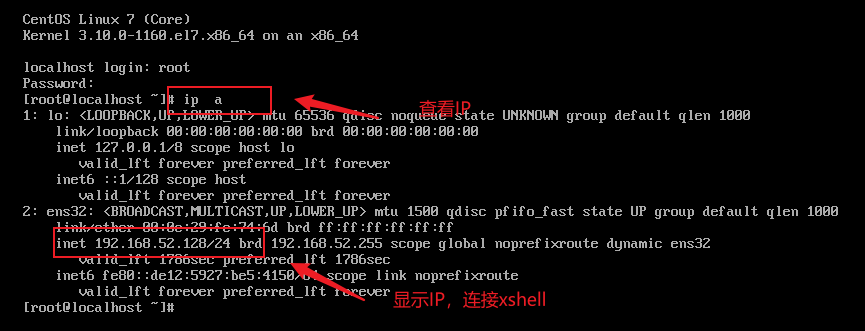 CentOS Linux 7 (Core)
Kernel 3.10.0-1160.el7.x86_64 on an x86_64
localhost login: root
Password:
[root@localhost ~]# ip  a
查看IP
1: lo: <LOOPBACK,UP,LOWER_UP> mtu 65536 qdisc noqueue state UNKNOWN group default qlen 1000
link/loopback 00:00:00:00:00:00 brd 00:00:00:00:00:00
inet 127.0.0.1/8 scope host lo
valid_lft forever preferred_lft forever
inet6 ::1/128 scope host
valid_lft forever preferred_lft forever
2: ens32: <BROADCAST,MULTICAST,UP,LOWER_UP> mtu 1500 qdisc pfifo_fast state UP group default qlen 1000
link/ether 00:0c:29:fe:74:6d brd ff:ff:ff:ff:ff:ff
inet 192.168.52.128/24 brd 192.168.52.255 scope global noprefixroute dynamic ens32
valid_lft 1786sec preferred_lft 1786sec
inet6 fe80::de12:5927:be5:4150/64 scope link noprefixroute
valid_lft forever preferred_lft forever
显示IP，连接xshell
[root@localhost ~]#